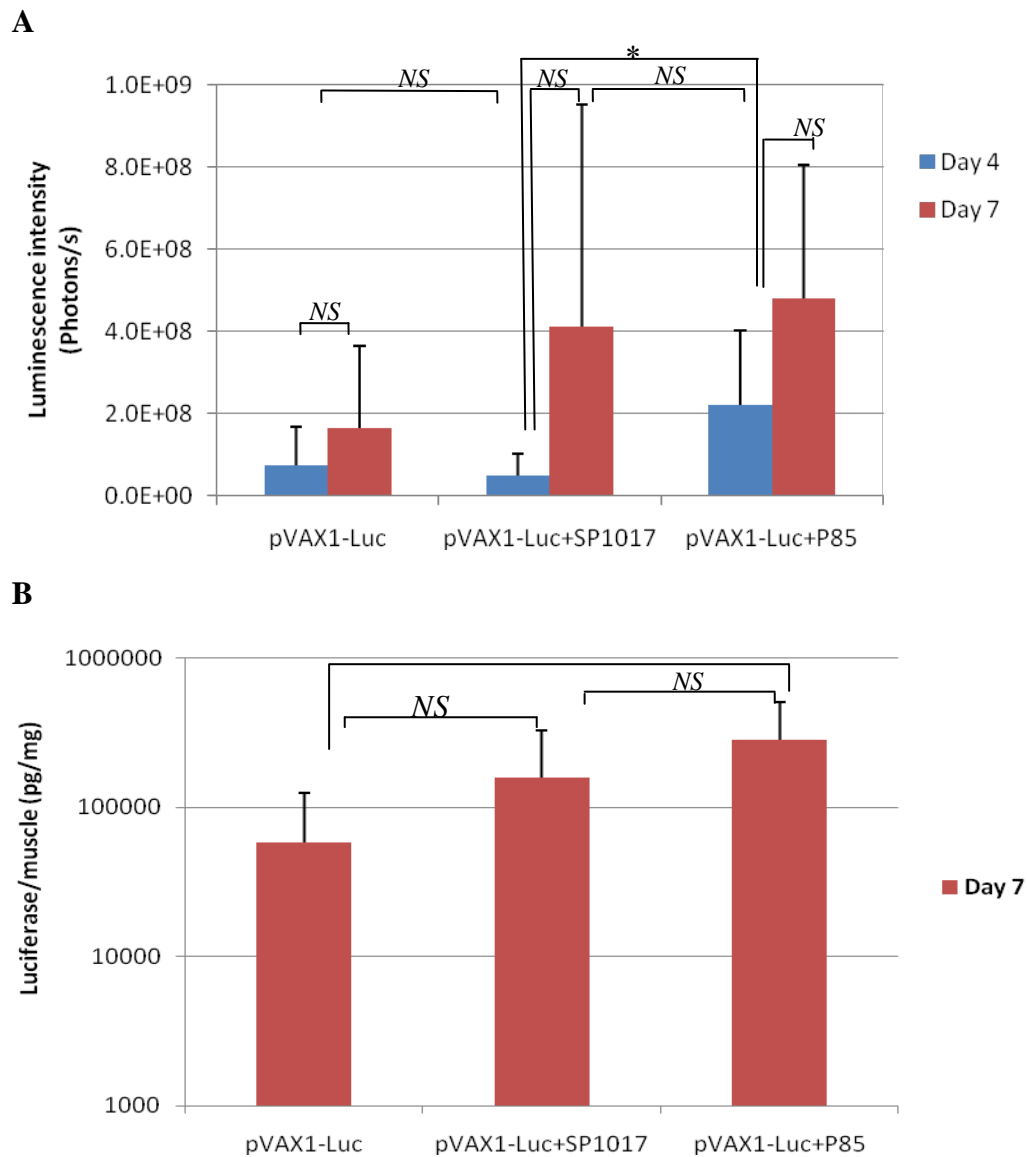 A
*
NS
NS
NS
NS
NS
1.0E+09
8.0E+08
6.0E+08
4.0E+08
2.0E+08
0.0E+00
Luminescence intensity
(Photons/s)
Day 4
Day 7
pVAX1-Luc
pVAX1-Luc+SP1017
pVAX1-Luc+P85
B
1000000
100000
10000
1000
NS
NS
Luciferase/muscle (pg/mg)
Day 7
pVAX1-Luc
pVAX1-Luc+SP1017
pVAX1-Luc+P85